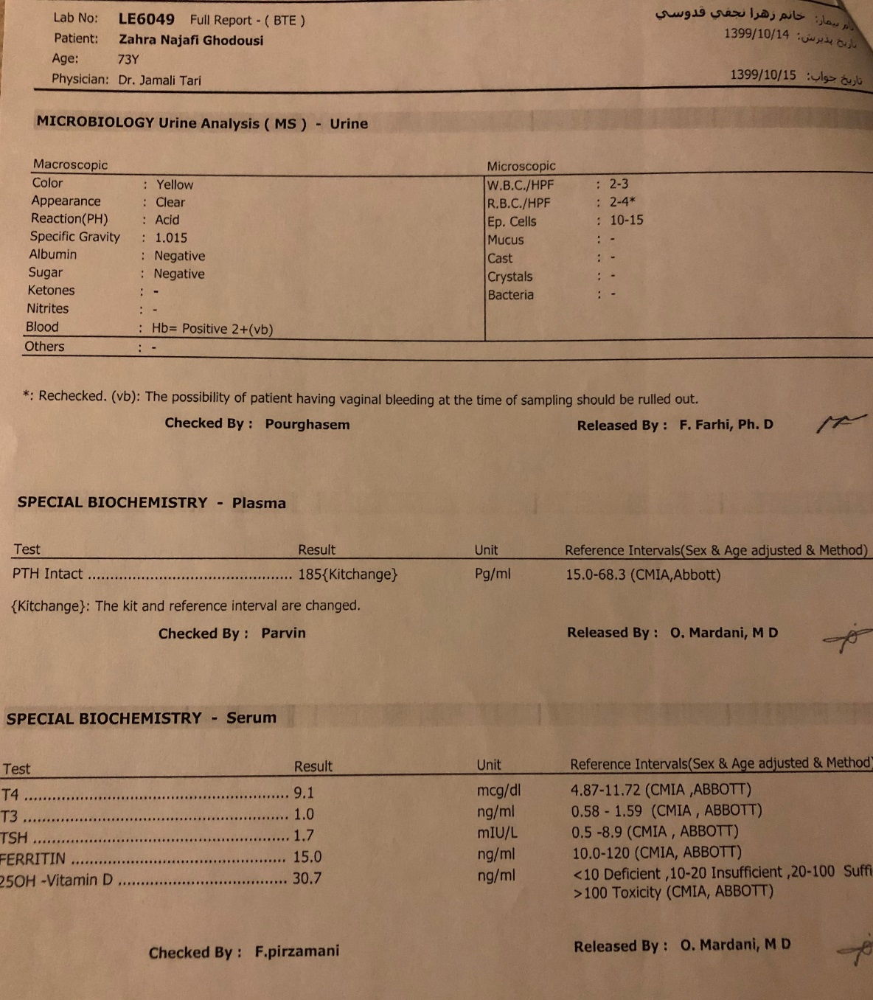 Lab No: LE6049 Full Report - ( BTE )
خانم زهرا نجفي قدوسي :نام بيمار
Patient: Zahra Najafi Ghodousi
تاريخ پذيرش: 1399/10/14
Age: 73Y
Physician: Dr. Jamali Tari
تاريخ جواب: 1399/10/15
MICROBIOLOGY Urine Analysis ( MS ) - Urine
Macroscopic
Color : Yellow
Appearance : Clear
Reaction(PH) : Acid
Specific Gravity : 1.015
Albumin : Negative
Sugar : Negative
Ketones : -
Nitrites : -
Blood : Hb= Positive 2+(vb)
Others : -
Microscopic
W.B.C./HPF : 2-3
R.B.C./HPF : 2-4*
Ep. Cells : 10-15
Mucus : -
Cast : -
Crystals : -
Bacteria : -
*: Rechecked. (vb): The possibility of patient having vaginal bleeding at the time of sampling should be rulled out.
Checked By : Pourghasem Released By : F. Farhi, Ph. D
SPECIAL BIOCHEMISTRY - Plasma
Test Result Unit Reference Intervals(Sex & Age adjusted & Method)
PTH Intact ........................................ 185{Kitchange} Pg/ml 15.0-68.3 (CMIA,Abbott)
{Kitchange}: The kit and reference interval are changed.
Checked By : Parvin Released By : O. Mardani, M D
SPECIAL BIOCHEMISTRY - Serum
Test Result Unit Reference Intervals(Sex & Age adjusted & Method)
T4 .................................................... 9.1 mcg/dl 4.87-11.72 (CMIA ,ABBOTT)
T3 .................................................... 1.0 ng/ml 0.58 - 1.59 (CMIA , ABBOTT)
TSH .................................................. 1.7 mIU/L 0.5 -8.9 (CMIA , ABBOTT)
FERRITIN .......................................... 15.0 ng/ml 10.0-120 (CMIA, ABBOTT)
25OH -Vitamin D ................................. 30.7 ng/ml <10 Deficient ,10-20 Insufficient ,20-100 Suffi
>100 Toxicity (CMIA, ABBOTT)
Checked By : F.pirzamani Released By : O. Mardani, M D